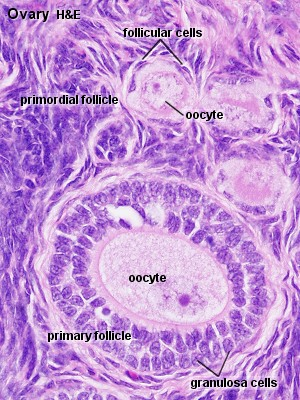 Ovary H&E
follicular cells
primordial follicle
oocyte
oocyte
primary follicle
granulosa cells